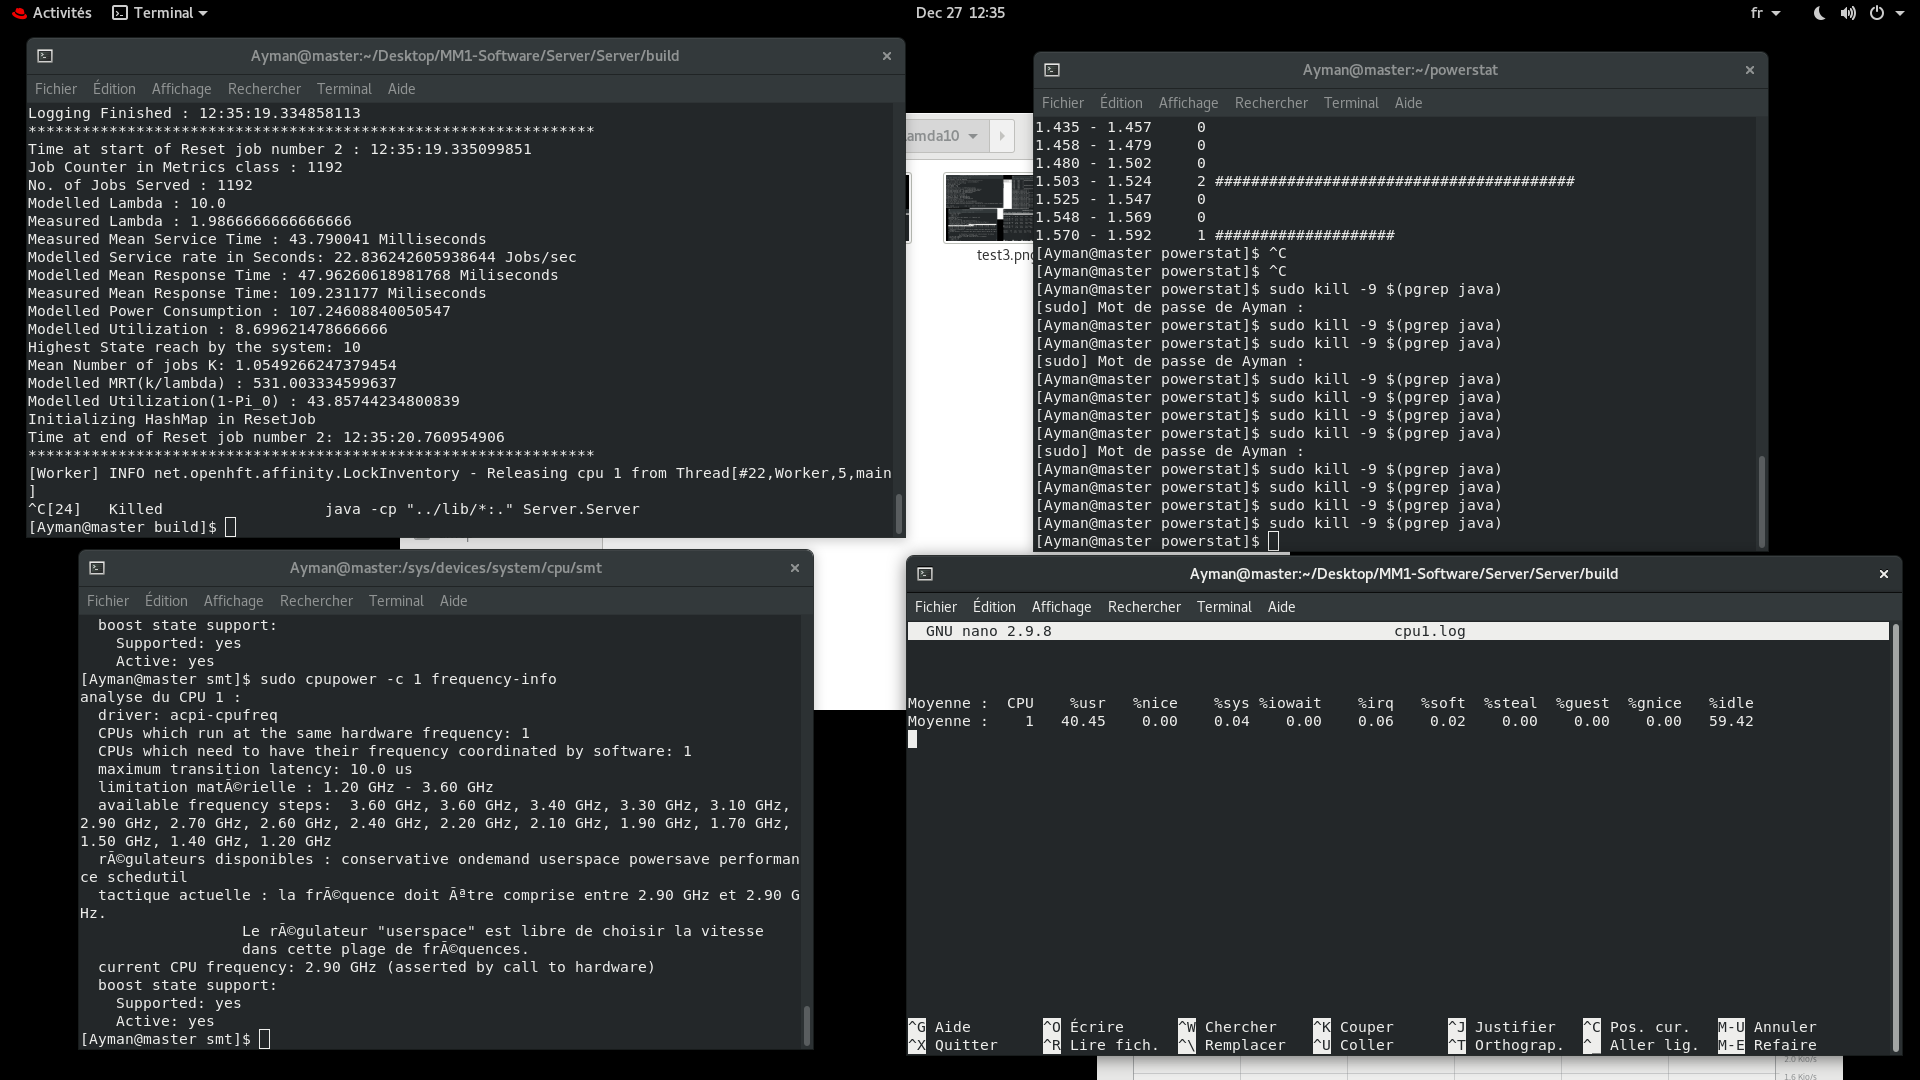 Activités Terminal Dec 27 12:35 fr
Ayman@master:~/Desktop/MM1-Software/Server/Server/build
Fichier Édition Affichage Rechercher Terminal Aide
Logging Finished : 12:35:19.334858113
***************************************************************
Time at start of Reset job number 2 : 12:35:19.335099851
Job Counter in Metrics class : 1192
No. of Jobs Served : 1192
Modelled Lambda : 10.0
Measured Lambda : 1.9866666666666666
Measured Mean Service Time : 43.790041 Milliseconds
Modelled Service rate in Seconds: 22.836242605938644 Jobs/sec
Modelled Mean Response Time : 47.96260618981768 Miliseconds
Measured Mean Response Time: 109.231177 Miliseconds
Modelled Power Consumption : 107.24608840050547
Modelled Utilization : 8.699621478666666
Highest State reach by the system: 10
Mean Number of jobs K: 1.0549266247379454
Modelled MRT(k/lambda) : 531.003334599637
Modelled Utilization(1-Pi_0) : 43.85744234800839
Initializing HashMap in ResetJob
Time at end of Reset job number 2: 12:35:20.760954906
***************************************************************
[Worker] INFO net.openhft.affinity.LockInventory - Releasing cpu 1 from Thread[#22,Worker,5,main
]
^C[24]   Killed                  java -cp "../lib/*:." Server.Server
[Ayman@master build]$
amda10
test3.pn
Ayman@master:~/powerstat
Fichier Édition Affichage Rechercher Terminal Aide
1.435 - 1.457     0
1.458 - 1.479     0
1.480 - 1.502     0
1.503 - 1.524     2 ########################################
1.525 - 1.547     0
1.548 - 1.569     0
1.570 - 1.592     1 ####################
[Ayman@master powerstat]$ ^C
[Ayman@master powerstat]$ ^C
[Ayman@master powerstat]$ sudo kill -9 $(pgrep java)
[sudo] Mot de passe de Ayman :
[Ayman@master powerstat]$ sudo kill -9 $(pgrep java)
[Ayman@master powerstat]$ sudo kill -9 $(pgrep java)
[sudo] Mot de passe de Ayman :
[Ayman@master powerstat]$ sudo kill -9 $(pgrep java)
[Ayman@master powerstat]$ sudo kill -9 $(pgrep java)
[Ayman@master powerstat]$ sudo kill -9 $(pgrep java)
[Ayman@master powerstat]$ sudo kill -9 $(pgrep java)
[sudo] Mot de passe de Ayman :
[Ayman@master powerstat]$ sudo kill -9 $(pgrep java)
[Ayman@master powerstat]$ sudo kill -9 $(pgrep java)
[Ayman@master powerstat]$ sudo kill -9 $(pgrep java)
[Ayman@master powerstat]$ sudo kill -9 $(pgrep java)
[Ayman@master powerstat]$
Ayman@master:/sys/devices/system/cpu/smt
Fichier Édition Affichage Rechercher Terminal Aide
  boost state support:
    Supported: yes
    Active: yes
[Ayman@master smt]$ sudo cpupower -c 1 frequency-info
analyse du CPU 1 :
  driver: acpi-cpufreq
  CPUs which run at the same hardware frequency: 1
  CPUs which need to have their frequency coordinated by software: 1
  maximum transition latency: 10.0 us
  limitation matÃ©rielle : 1.20 GHz - 3.60 GHz
  available frequency steps:  3.60 GHz, 3.60 GHz, 3.40 GHz, 3.30 GHz, 3.10 GHz,
2.90 GHz, 2.70 GHz, 2.60 GHz, 2.40 GHz, 2.20 GHz, 2.10 GHz, 1.90 GHz, 1.70 GHz,
1.50 GHz, 1.40 GHz, 1.20 GHz
  rÃ©gulateurs disponibles : conservative ondemand userspace powersave performan
ce schedutil
  tactique actuelle : la frÃ©quence doit Ãªtre comprise entre 2.90 GHz et 2.90 G
Hz.
                  Le rÃ©gulateur "userspace" est libre de choisir la vitesse
                  dans cette plage de frÃ©quences.
  current CPU frequency: 2.90 GHz (asserted by call to hardware)
  boost state support:
    Supported: yes
    Active: yes
[Ayman@master smt]$
Ayman@master:~/Desktop/MM1-Software/Server/Server/build
Fichier Édition Affichage Rechercher Terminal Aide
GNU nano 2.9.8 cpu1.log
Moyenne :  CPU    %usr   %nice    %sys %iowait    %irq   %soft  %steal  %guest  %gnice   %idle
Moyenne :    1   40.45    0.00    0.04    0.00    0.06    0.02    0.00    0.00    0.00   59.42
^G Aide ^O Écrire ^W Chercher ^K Couper ^J Justifier ^C Pos. cur. M-U Annuler
^X Quitter ^R Lire fich. ^\ Remplacer ^U Coller ^T Orthograp. ^_ Aller lig. M-E Refaire
2.0 Kio/s
1.6 Kio/s